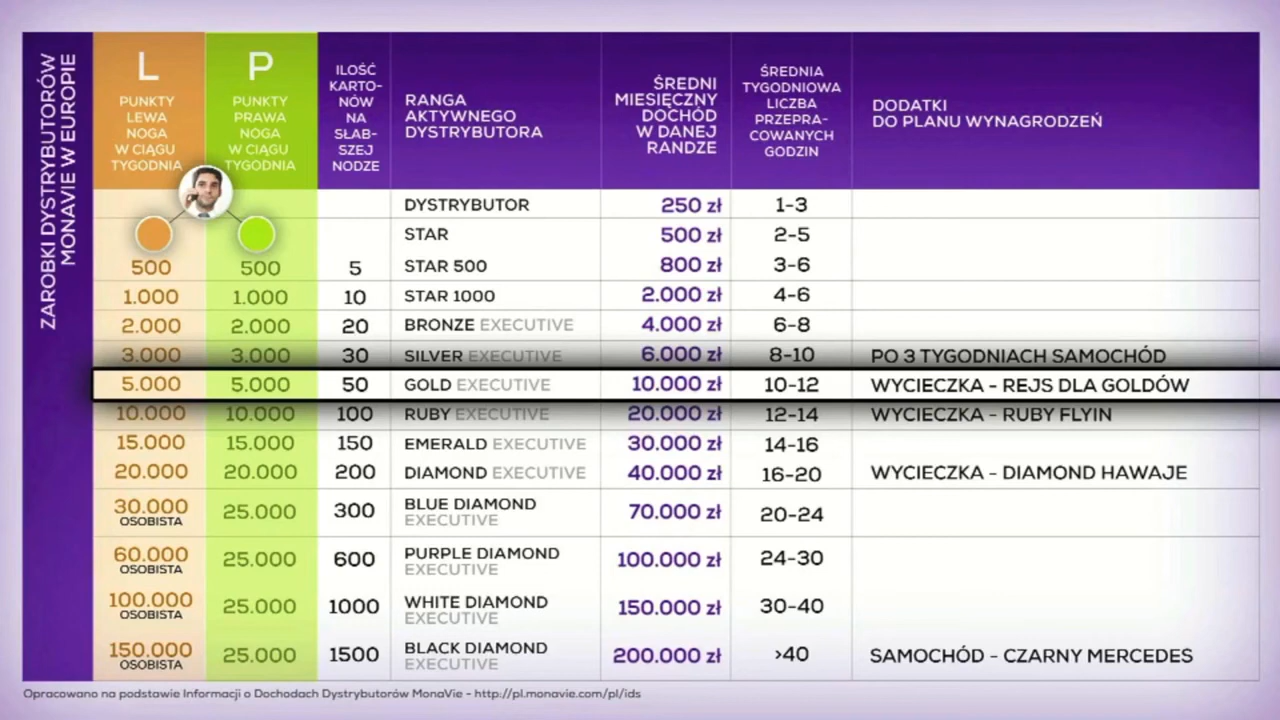 ZAROBKI DYSTRYBUTORÓW
MONAVIE W EUROPIE
L
PUNKTY
LEWA
NOGA
W CIĄGU
TYGODNIA
P
PUNKTY
PRAWA
NOGA
W CIĄGU
TYGODNIA
ILOŚĆ
KARTO-
NÓW
NA
SŁAB-
SZEJ
NODZE
RANGA
AKTYWNEGO
DYSTRYBUTORA
ŚREDNI
MIESIĘCZNY
DOCHÓD
W DANEJ
RANDZE
ŚREDNIA
TYGODNIOWA
LICZBA
PRZEPRA-
COWANYCH
GODZIN
DODATKI
DO PLANU WYNAGRODZEŃ
DYSTRYBUTOR 250 zł 1-3
STAR 500 zł 2-5
500 500 5 STAR 500 800 zł 3-6
1.000 1.000 10 STAR 1000 2.000 zł 4-6
2.000 2.000 20 BRONZE EXECUTIVE 4.000 zł 6-8
3.000 3.000 30 SILVER EXECUTIVE 6.000 zł 8-10 PO 3 TYGODNIACH SAMOCHÓD
5.000 5.000 50 GOLD EXECUTIVE 10.000 zł 10-12 WYCIECZKA - REJS DLA GOLDÓW
10.000 10.000 100 RUBY EXECUTIVE 20.000 zł 12-14 WYCIECZKA - RUBY FLYIN
15.000 15.000 150 EMERALD EXECUTIVE 30.000 zł 14-16
20.000 20.000 200 DIAMOND EXECUTIVE 40.000 zł 16-20 WYCIECZKA - DIAMOND HAWAJE
30.000 25.000 300 BLUE DIAMOND 70.000 zł 20-24
OSOBISTA EXECUTIVE
60.000 25.000 600 PURPLE DIAMOND 100.000 zł 24-30
OSOBISTA EXECUTIVE
100.000 25.000 1000 WHITE DIAMOND 150.000 zł 30-40
OSOBISTA EXECUTIVE
150.000 25.000 1500 BLACK DIAMOND 200.000 zł >40 SAMOCHÓD - CZARNY MERCEDES
OSOBISTA EXECUTIVE
Opracowano na podstawie Informacji o Dochodach Dystrybutorów MonaVie - http://pl.monavie.com/pl/ids